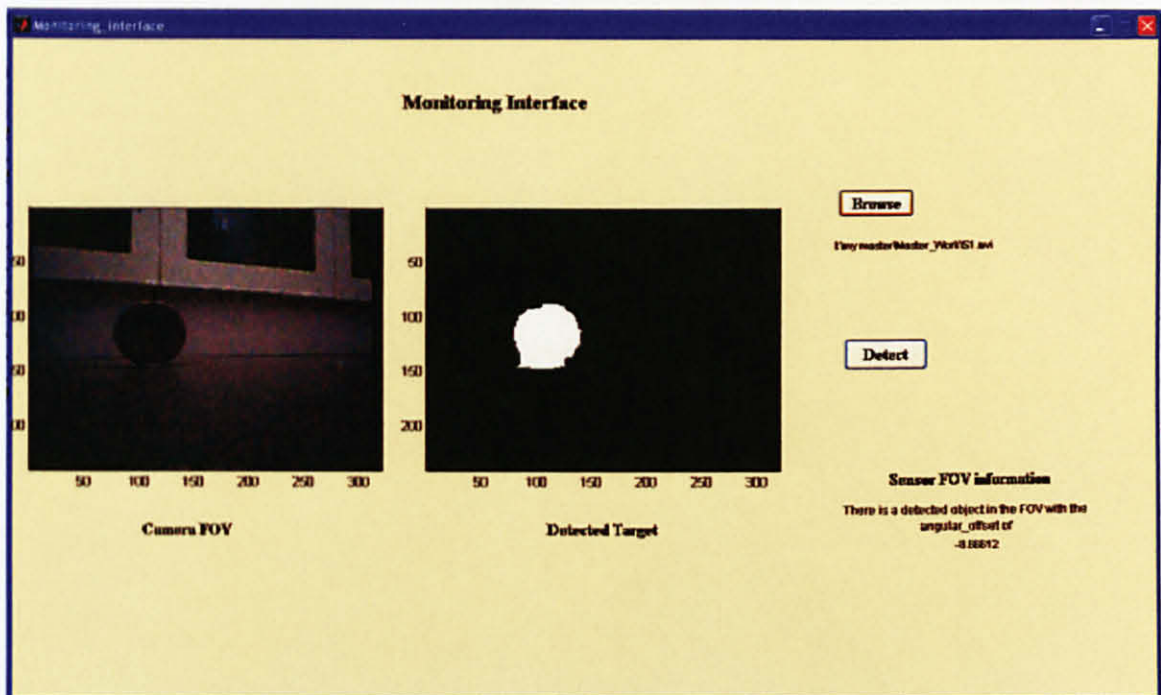 Monitoring_interface
Monitoring Interface
50
100
150
200
50
100
150
200
50 100 150 200 250 300
50 100 150 200 250 300
Camera FOV
Detected Target
Browse
Detect
Sensor FOV information
There is a detected object in the FOV with the
angular_offset of